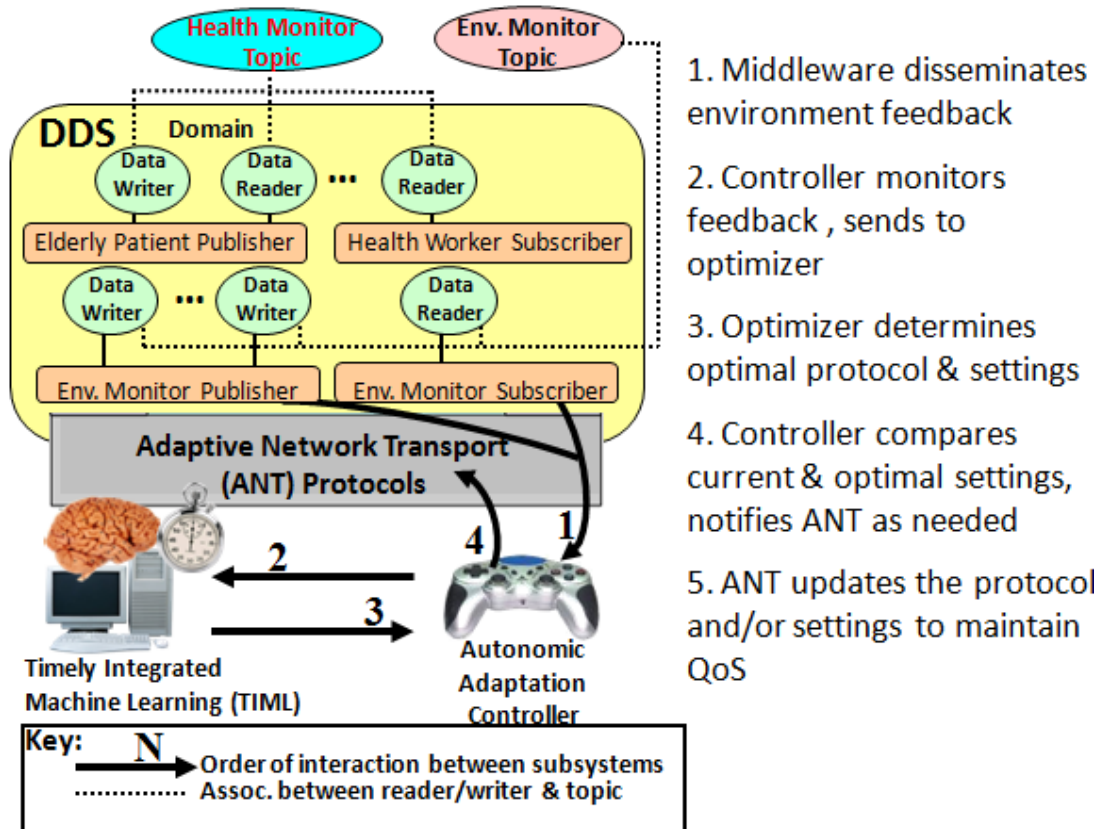 Health Monitor
Topic
Env. Monitor
Topic
DDS
Domain
Data
Writer
Data
Reader
...
Data
Reader
Elderly Patient Publisher
Health Worker Subscriber
Data
Writer
...
Data
Writer
Data
Reader
Env. Monitor Publisher
Env. Monitor Subscriber
Adaptive Network Transport
(ANT) Protocols
1
4
2
3
Timely Integrated
Machine Learning (TIML)
Autonomic
Adaptation
Controller
Key:
N
Order of interaction between subsystems
Assoc. between reader/writer & topic
1. Middleware disseminates
environment feedback
2. Controller monitors
feedback , sends to
optimizer
3. Optimizer determines
optimal protocol & settings
4. Controller compares
current & optimal settings,
notifies ANT as needed
5. ANT updates the protocol
and/or settings to maintain
QoS